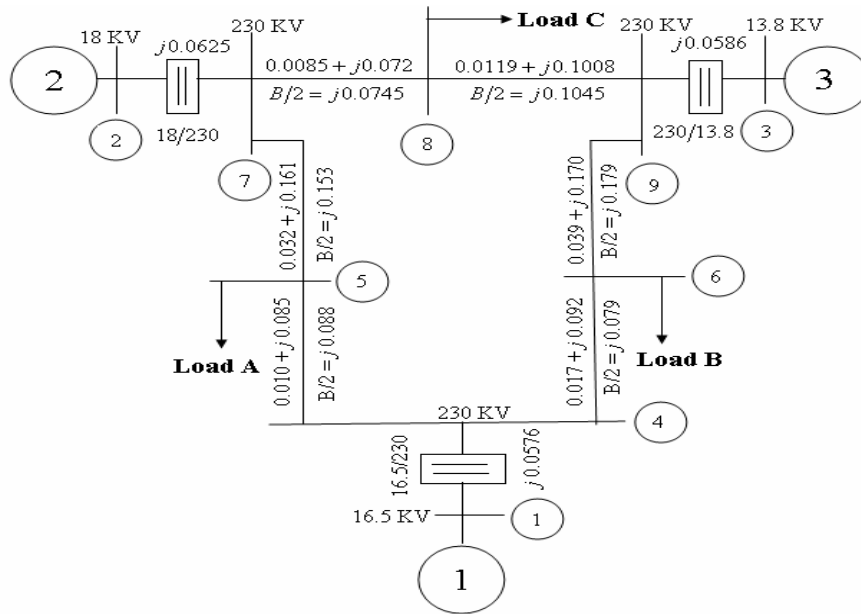 Load C
18 KV
j0.0625
230 KV
230 KV
j0.0586
13.8 KV
2
0.0085 + j0.072
0.0119 + j0.1008
3
B/2 = j0.0745
B/2 = j0.1045
2
18/230
8
230/13.8
3
7
9
0.032 + j0.161
B/2 = j0.153
0.039 + j0.170
B/2 = j0.179
5
6
Load A
0.010 + j0.085
B/2 = j0.088
0.017 + j0.092
B/2 = j0.079
Load B
230 KV
4
16.5/230
j0.0576
16.5 KV
1
1